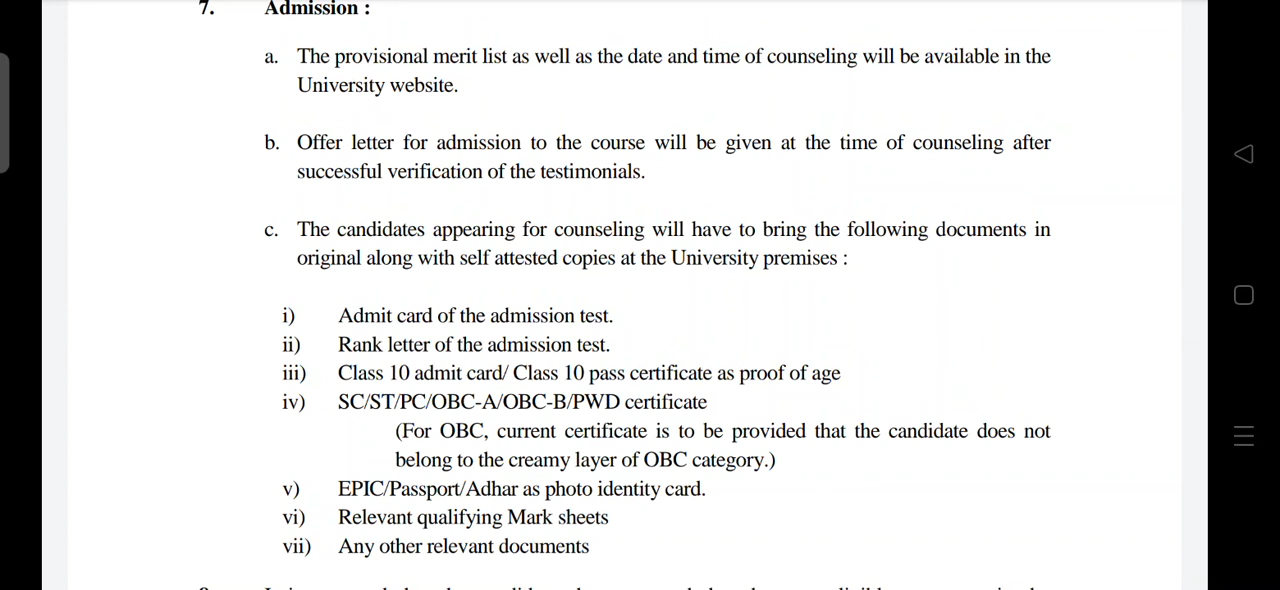 7. Admission :
a. The provisional merit list as well as the date and time of counseling will be available in the
University website.
b. Offer letter for admission to the course will be given at the time of counseling after
successful verification of the testimonials.
c. The candidates appearing for counseling will have to bring the following documents in
original along with self attested copies at the University premises :
i) Admit card of the admission test.
ii) Rank letter of the admission test.
iii) Class 10 admit card/ Class 10 pass certificate as proof of age
iv) SC/ST/PC/OBC-A/OBC-B/PWD certificate
(For OBC, current certificate is to be provided that the candidate does not
belong to the creamy layer of OBC category.)
v) EPIC/Passport/Adhar as photo identity card.
vi) Relevant qualifying Mark sheets
vii) Any other relevant documents